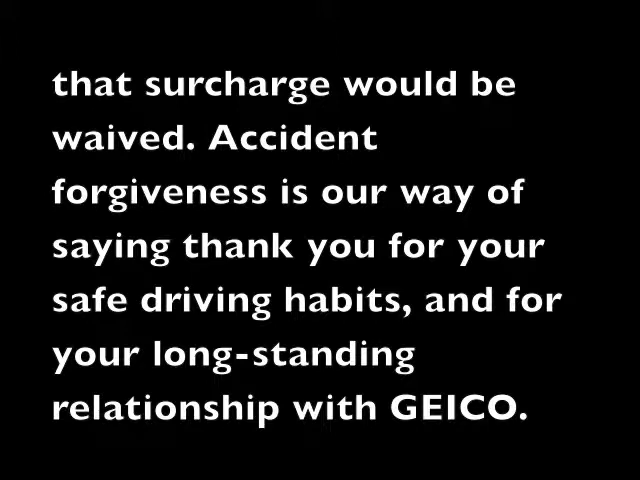 that surcharge would be
waived. Accident
forgiveness is our way of
saying thank you for your
safe driving habits, and for
your long-standing
relationship with GEICO.